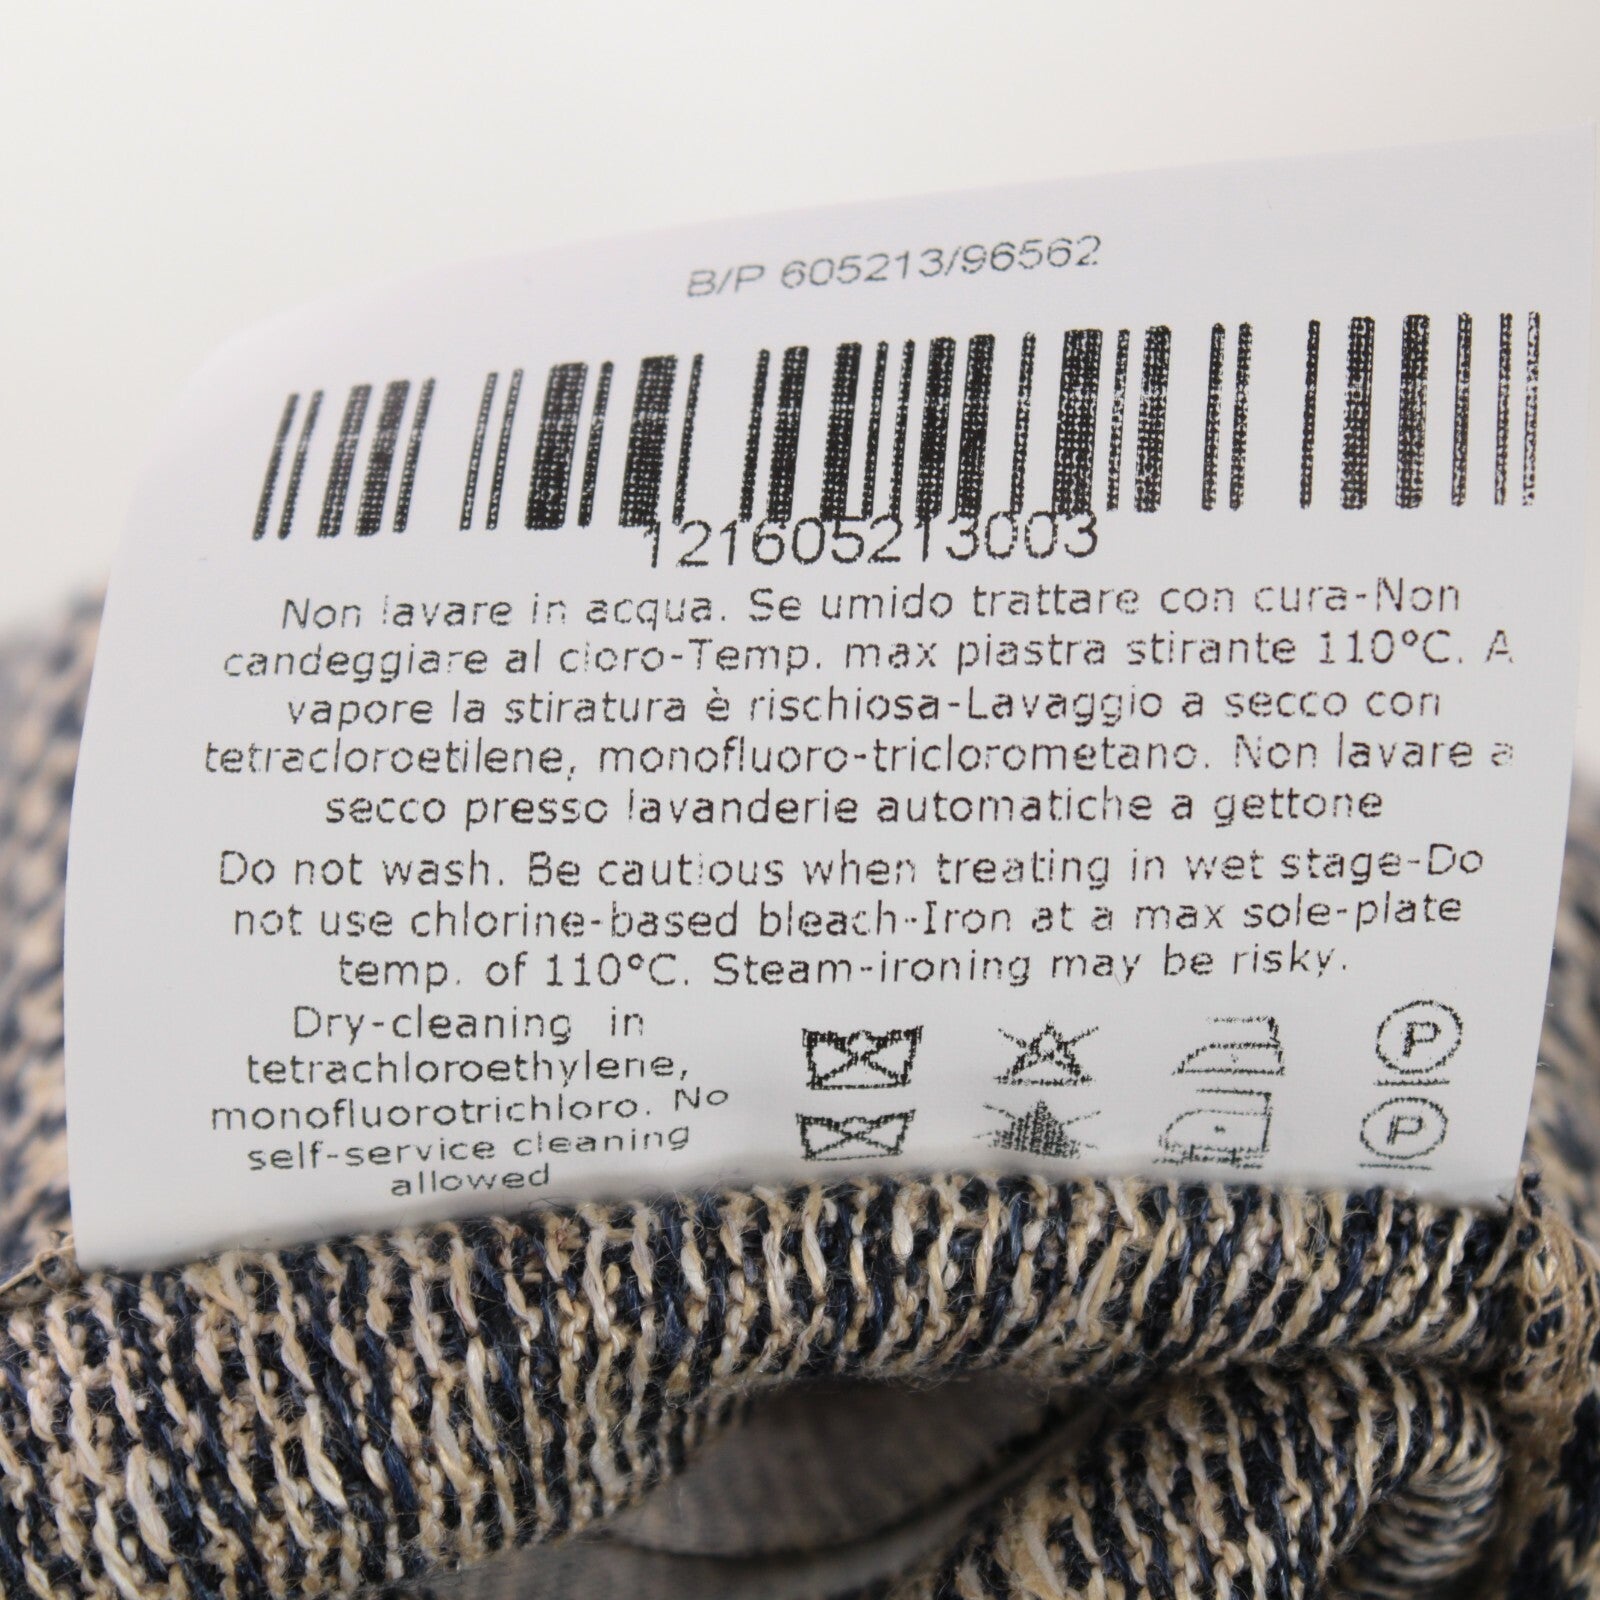 B/P 605213/96562
121605213003
Non lavare in acqua. Se umido trattare con cura-Non
candeggiare al cloro-Temp. max piastra stirante 110°C. A
vapore la stiratura è rischiosa-Lavaggio a secco con
tetracloroetilene, monofluoro-triclorometano. Non lavare a
secco presso lavanderie automatiche a gettone
Do not wash. Be cautious when treating in wet stage-Do
not use chlorine-based bleach-Iron at a max sole-plate
temp. of 110°C. Steam-ironing may be risky.
Dry-cleaning in
tetrachloroethylene,
monofluorotrichloro. No
self-service cleaning
allowed
P
P